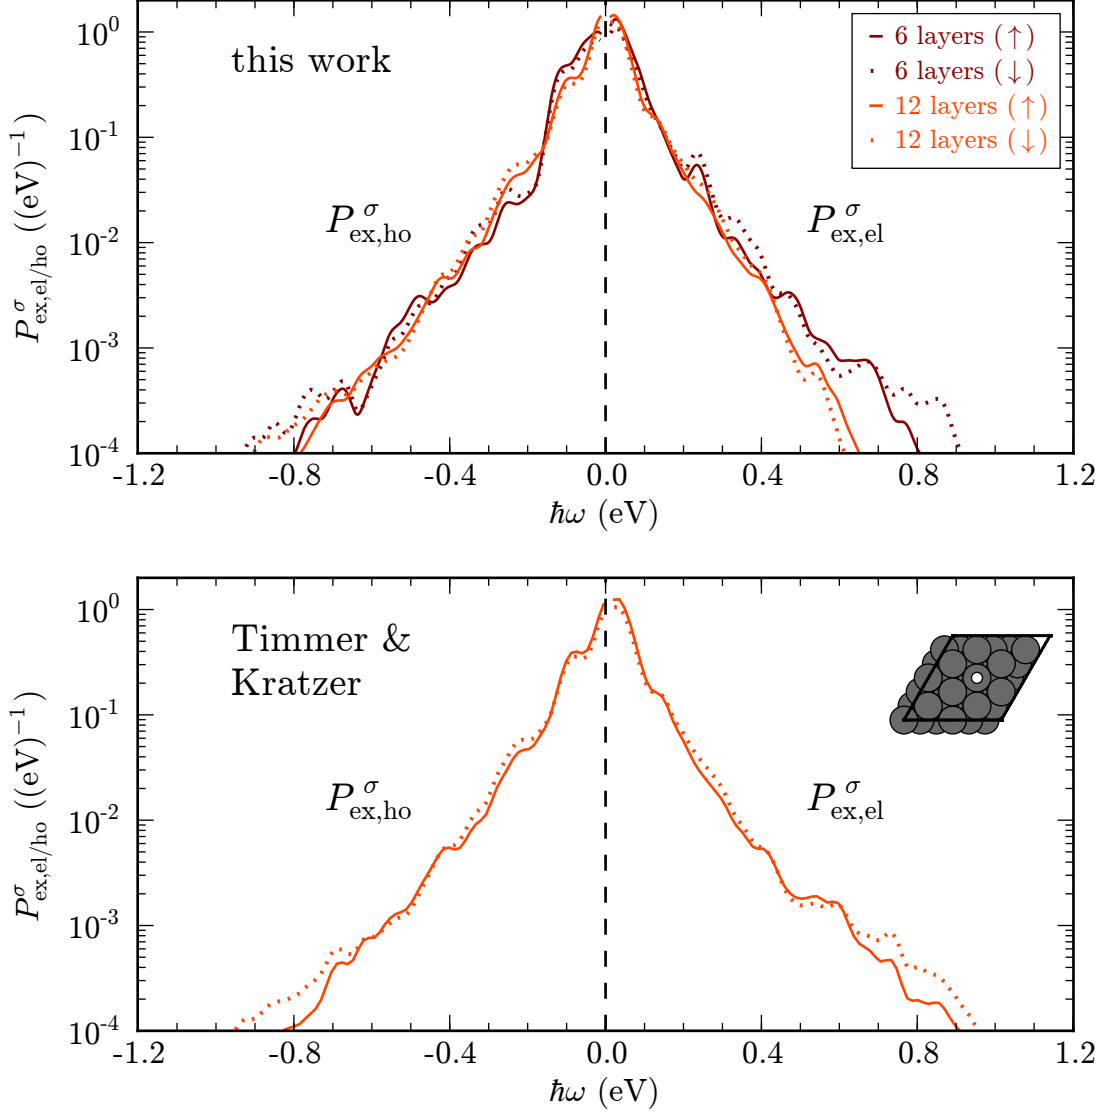 this work
6 layers (↑)
6 layers (↓)
12 layers (↑)
12 layers (↓)
P^σ_ex,ho
P^σ_ex,el
P^σ_ex,el/ho ((eV)^−1)
10^0
10^-1
10^-2
10^-3
10^-4
-1.2 -0.8 -0.4 0.0 0.4 0.8 1.2
ħω (eV)
Timmer &
Kratzer
P^σ_ex,ho
P^σ_ex,el
P^σ_ex,el/ho ((eV)^−1)
10^0
10^-1
10^-2
10^-3
10^-4
-1.2 -0.8 -0.4 0.0 0.4 0.8 1.2
ħω (eV)